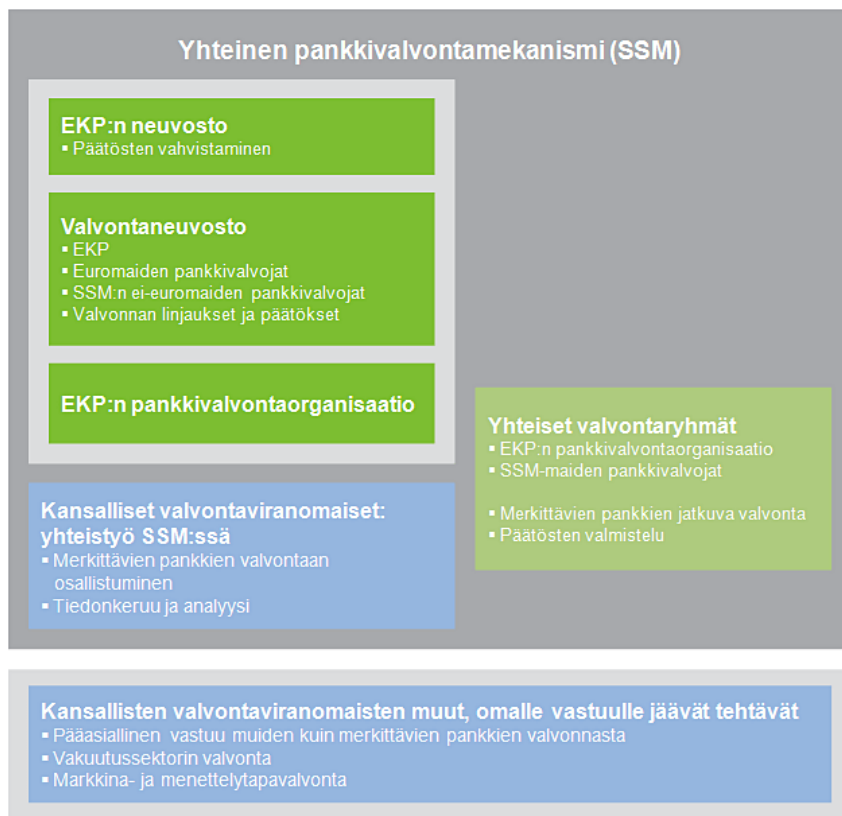 Yhteinen pankkivalvontamekanismi (SSM)
EKP:n neuvosto
▪ Päätösten vahvistaminen
Valvontaneuvosto
▪ EKP
▪ Euromaiden pankkivalvojat
▪ SSM:n ei-euromaiden pankkivalvojat
▪ Valvonnan linjaukset ja päätökset
EKP:n pankkivalvontaorganisaatio
Yhteiset valvontaryhmät
▪ EKP:n pankkivalvontaorganisaatio
▪ SSM-maiden pankkivalvojat
▪ Merkittävien pankkien jatkuva valvonta
▪ Päätösten valmistelu
Kansalliset valvontaviranomaiset:
yhteistyö SSM:ssä
▪ Merkittävien pankkien valvontaan
osallistuminen
▪ Tiedonkeruu ja analyysi
Kansallisten valvontaviranomaisten muut, omalle vastuulle jäävät tehtävät
▪ Pääasiallinen vastuu muiden kuin merkittävien pankkien valvonnasta
▪ Vakuutussektorin valvonta
▪ Markkina- ja menettelytapavalvonta